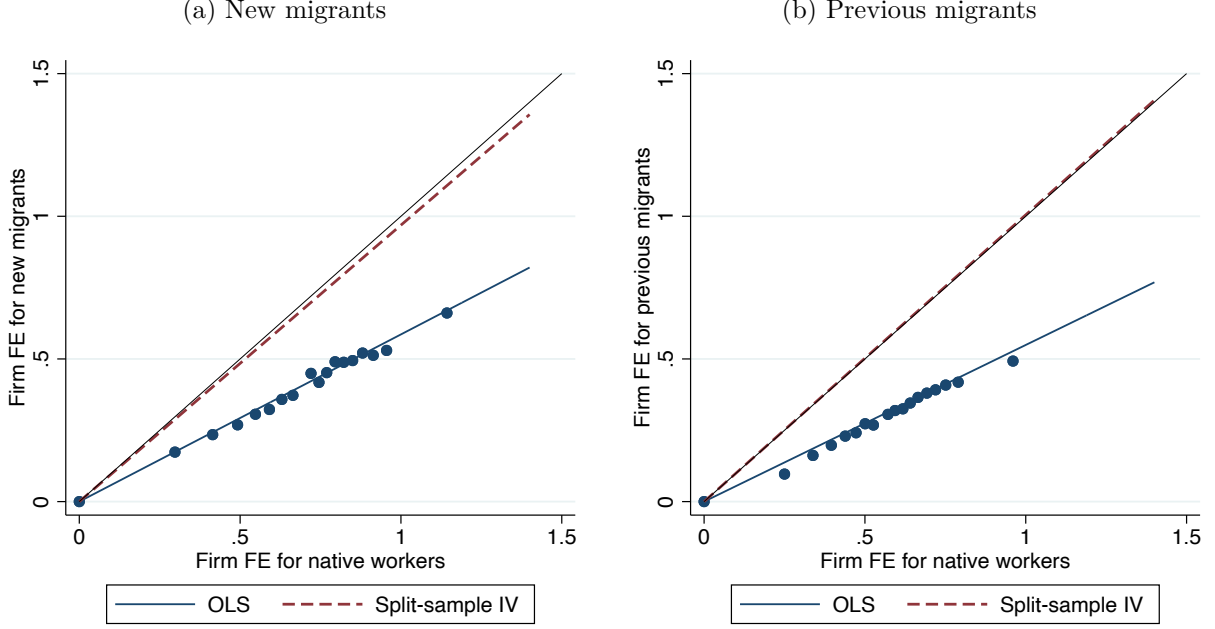 (a) New migrants
Firm FE for new migrants
1.5
1
.5
0
0 .5 1 1.5
Firm FE for native workers
OLS Split-sample IV
(b) Previous migrants
Firm FE for previous migrants
1.5
1
.5
0
0 .5 1 1.5
Firm FE for native workers
OLS Split-sample IV